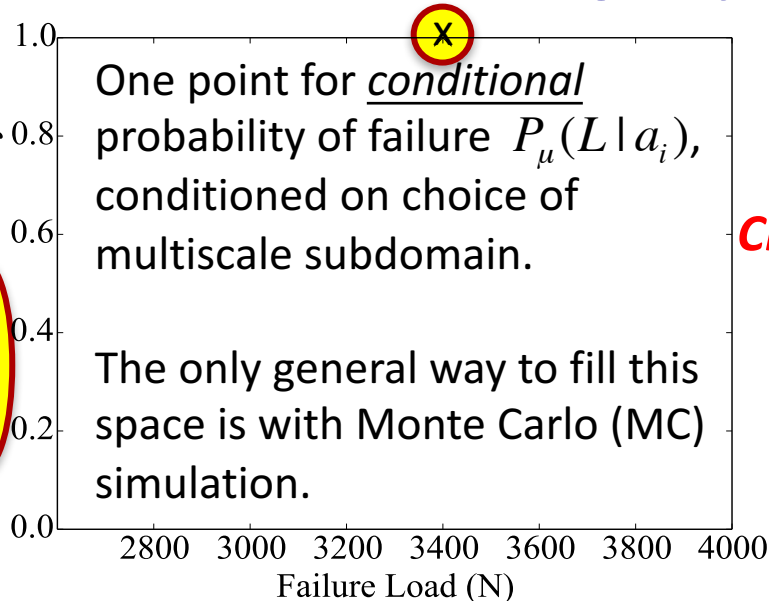 x
1.0
One point for conditional
0.8
probability of failure P_μ(L | a_i),
conditioned on choice of
0.6
multiscale subdomain.
0.4
The only general way to fill this
0.2
space is with Monte Carlo (MC)
simulation.
0.0
2800 3000 3200 3400 3600 3800 4000
Failure Load (N)